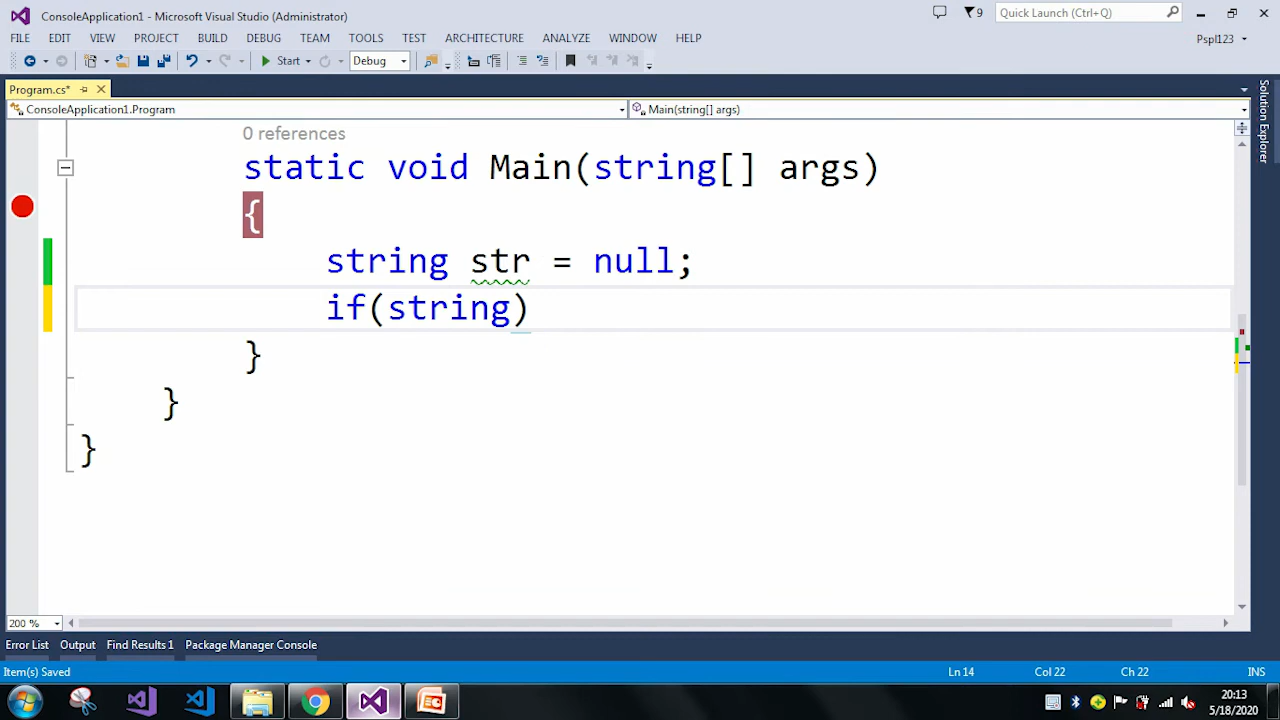 ConsoleApplication1 - Microsoft Visual Studio (Administrator)
9
Quick Launch (Ctrl+Q)
FILE EDIT VIEW PROJECT BUILD DEBUG TEAM TOOLS TEST ARCHITECTURE ANALYZE WINDOW HELP
Pspl123
Start Debug
Program.cs*
ConsoleApplication1.Program
Main(string[] args)
Solution Explorer
0 references
static void Main(string[] args)
{
string str = null;
if(string)
}
}
}
200 %
Error List Output Find Results 1 Package Manager Console
Item(s) Saved Ln 14 Col 22 Ch 22 INS
20:13
5/18/2020